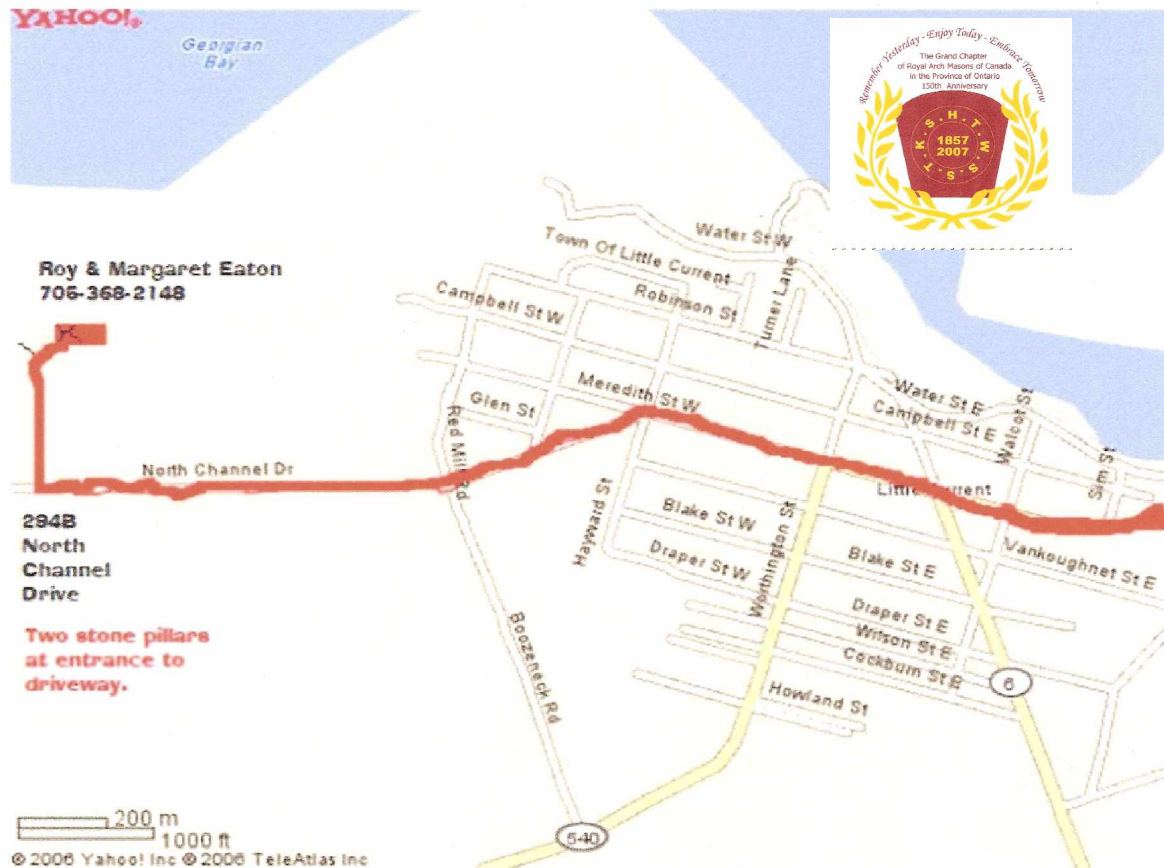 YAHOO!®
Georgian
Bay
Remember Yesterday - Enjoy Today - Embrace Tomorrow
The Grand Chapter
of Royal Arch Masons of Canada
in the Province of Ontario
150th Anniversary
H . T . W . S . S . T . K . S
1857
2007
Roy & Margaret Eaton
705-368-2148
Water St W
Town Of Little Current
Robinson St
Turner Lane
Campbell St W
Meredith St W
Glen St
Red Mill Rd
North Channel Dr
Water St E
Campbell St E
Walcot St
Sim St
Little Current
Vankoughnet St E
Hayward St
Blake St W
Draper St W
Worthington St
Blake St E
Draper St E
Wilson St E
Cockburn St E
Howland St
Boozeneck Rd
6
540
294B
North
Channel
Drive
Two stone pillars
at entrance to
driveway.
200 m
1000 ft
© 2006 Yahoo! Inc © 2006 TeleAtlas Inc